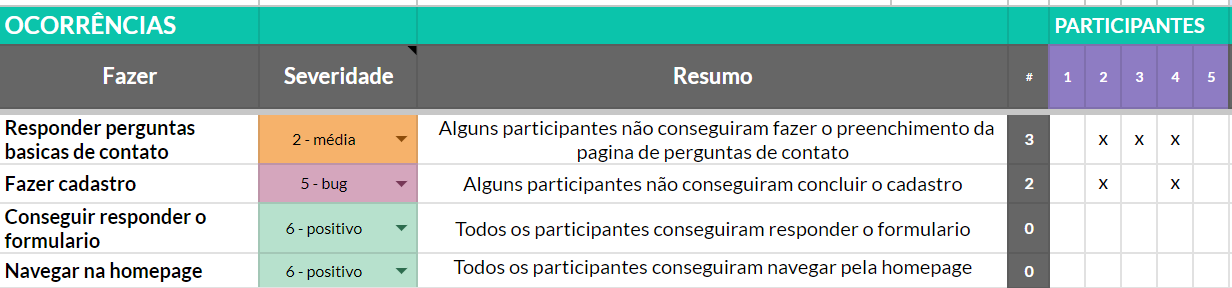 OCORRÊNCIAS PARTICIPANTES
Fazer Severidade Resumo # 1 2 3 4 5
Responder perguntas
basicas de contato
2 - média
Alguns participantes não conseguiram fazer o preenchimento da
pagina de perguntas de contato
3 x x x
Fazer cadastro 5 - bug Alguns participantes não conseguiram concluir o cadastro 2 x x
Conseguir responder o
formulario
6 - positivo Todos os participantes conseguiram responder o formulario 0
Navegar na homepage 6 - positivo Todos os participantes conseguiram navegar pela homepage 0